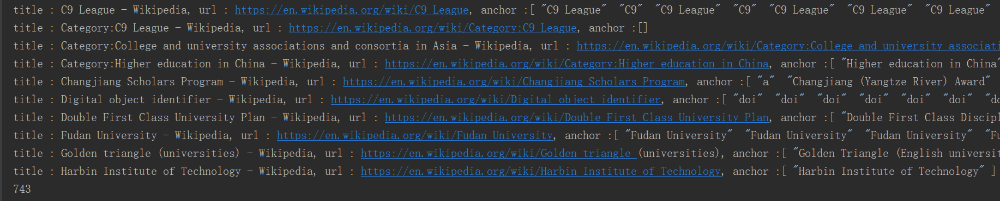 title : C9 League - Wikipedia, url : https://en.wikipedia.org/wiki/C9_League, anchor :[ "C9 League"  "C9"  "C9 League"  "C9"  "C9 League"  "C9 League"  "C9 League"
title : Category:C9 League - Wikipedia, url : https://en.wikipedia.org/wiki/Category:C9_League, anchor :[]
title : Category:College and university associations and consortia in Asia - Wikipedia, url : https://en.wikipedia.org/wiki/Category:College_and_university_associati
title : Category:Higher education in China - Wikipedia, url : https://en.wikipedia.org/wiki/Category:Higher_education_in_China, anchor :[ "Higher education in China"
title : Changjiang Scholars Program - Wikipedia, url : https://en.wikipedia.org/wiki/Changjiang_Scholars_Program, anchor :[ "a"  "Changjiang (Yangtze River) Award"
title : Digital object identifier - Wikipedia, url : https://en.wikipedia.org/wiki/Digital_object_identifier, anchor :[ "doi"  "doi"  "doi"  "doi"  "doi"  "doi"  "do
title : Double First Class University Plan - Wikipedia, url : https://en.wikipedia.org/wiki/Double_First_Class_University_Plan, anchor :[ "Double First Class Discipl
title : Fudan University - Wikipedia, url : https://en.wikipedia.org/wiki/Fudan_University, anchor :[ "Fudan University"  "Fudan University"  "Fudan University"  "Fu
title : Golden triangle (universities) - Wikipedia, url : https://en.wikipedia.org/wiki/Golden_triangle_(universities), anchor :[ "Golden Triangle (English universit
title : Harbin Institute of Technology - Wikipedia, url : https://en.wikipedia.org/wiki/Harbin_Institute_of_Technology, anchor :[ "Harbin Institute of Technology" ]
743